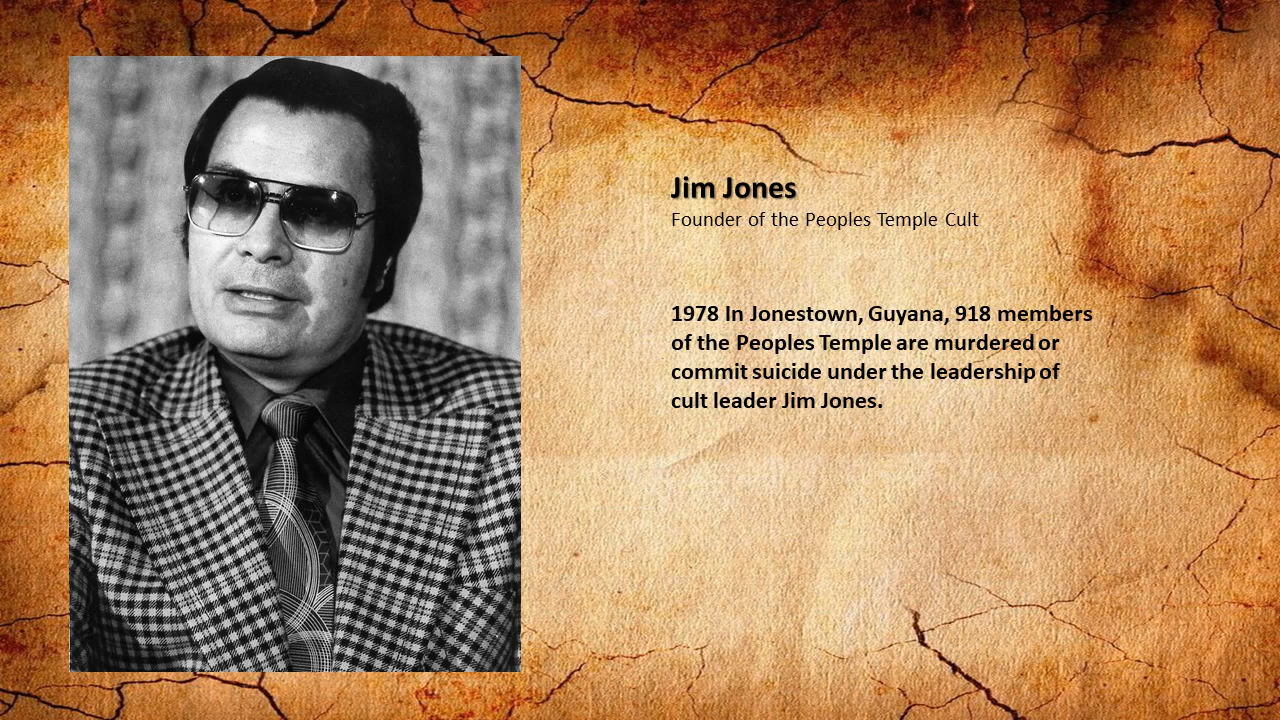 Jim Jones
Founder of the Peoples Temple Cult
1978 In Jonestown, Guyana, 918 members
of the Peoples Temple are murdered or
commit suicide under the leadership of
cult leader Jim Jones.